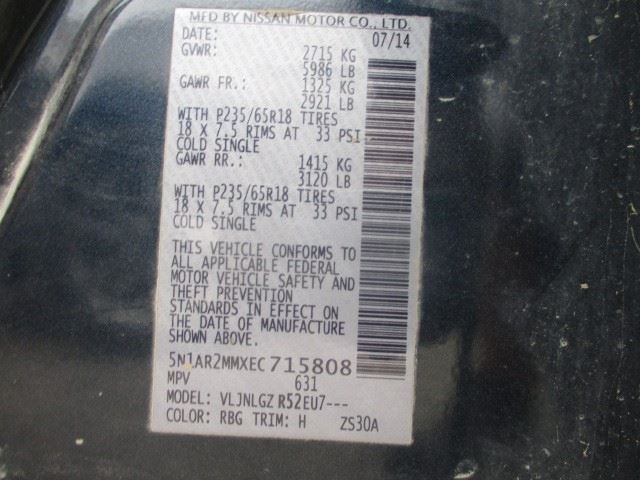 MFD BY NISSAN MOTOR CO., LTD.
DATE: 07/14
GVWR: 2715 KG
5986 LB
GAWR FR.: 1325 KG
2921 LB
WITH P235/65R18 TIRES
18 X 7.5 RIMS AT 33 PSI
COLD SINGLE
GAWR RR.: 1415 KG
3120 LB
WITH P235/65R18 TIRES
18 X 7.5 RIMS AT 33 PSI
COLD SINGLE
THIS VEHICLE CONFORMS TO
ALL APPLICABLE FEDERAL
MOTOR VEHICLE SAFETY AND
THEFT PREVENTION
STANDARDS IN EFFECT ON
THE DATE OF MANUFACTURE
SHOWN ABOVE.
5N1AR2MMXEC715808
MPV 631
MODEL: VLJNLGZ R52EU7---
COLOR: RBG TRIM: H ZS30A